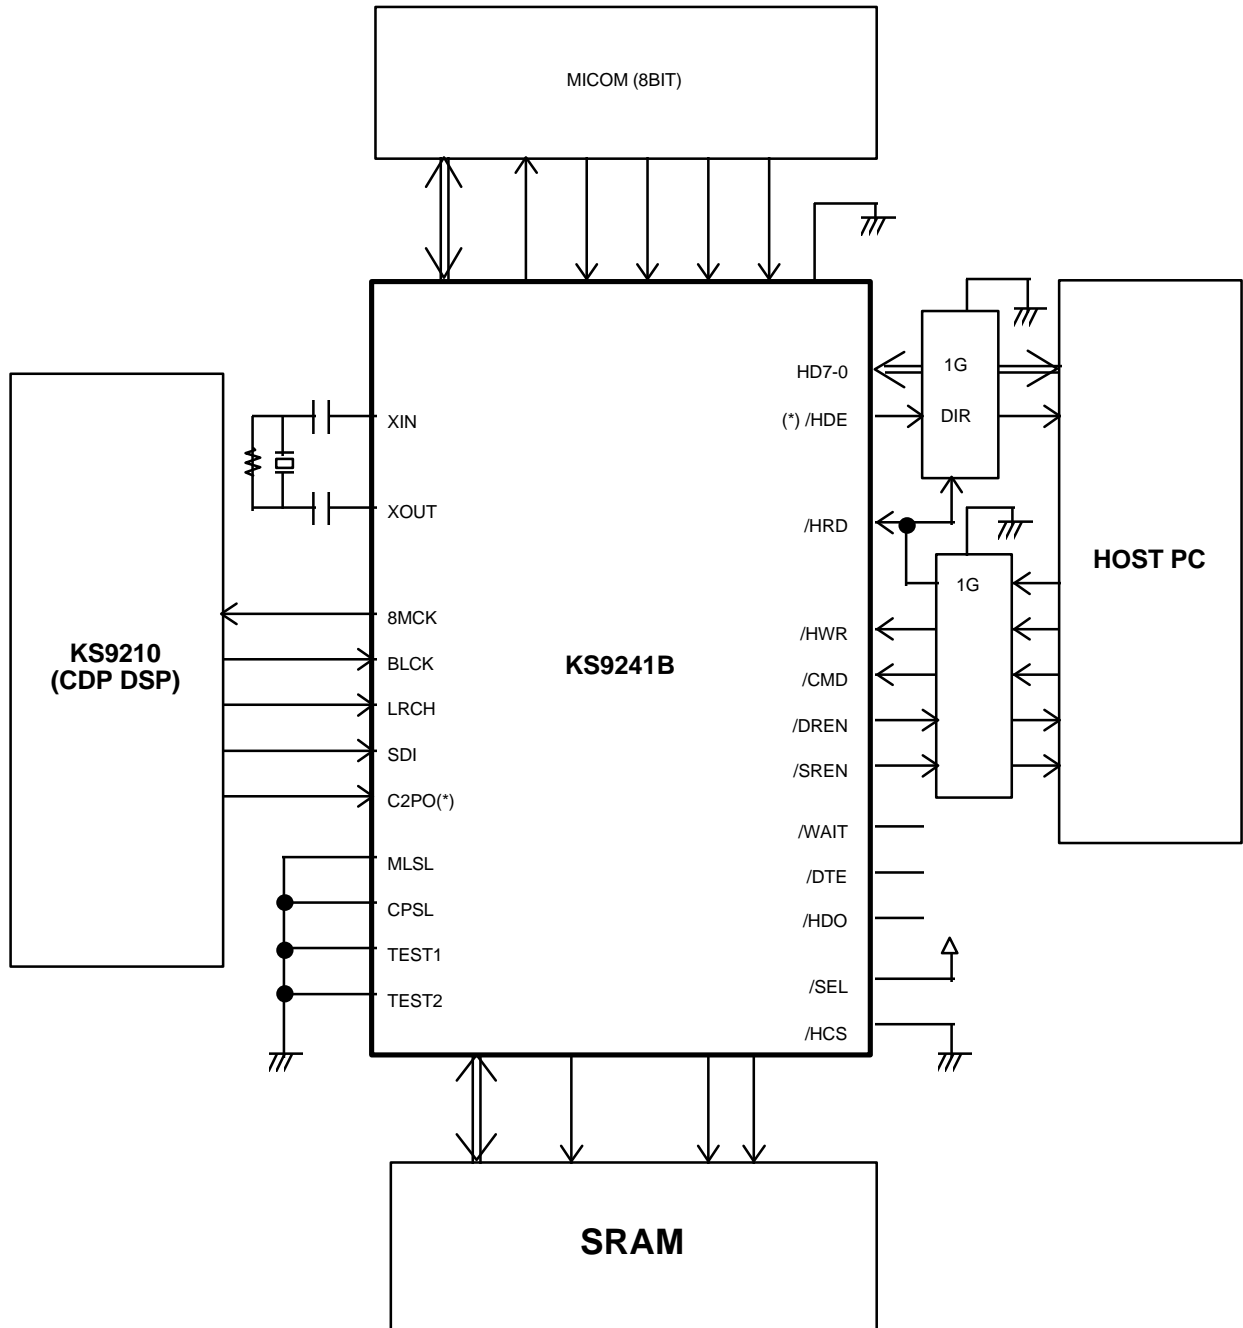 MICOM (8BIT)
HD7-0
1G
(*) /HDE
DIR
XIN
XOUT
/HRD
1G
HOST PC
8MCK
/HWR
KS9210
(CDP DSP)
BLCK
KS9241B
/CMD
LRCH
/DREN
SDI
/SREN
C2PO(*)
/WAIT
MLSL
/DTE
CPSL
/HDO
TEST1
/SEL
TEST2
/HCS
SRAM